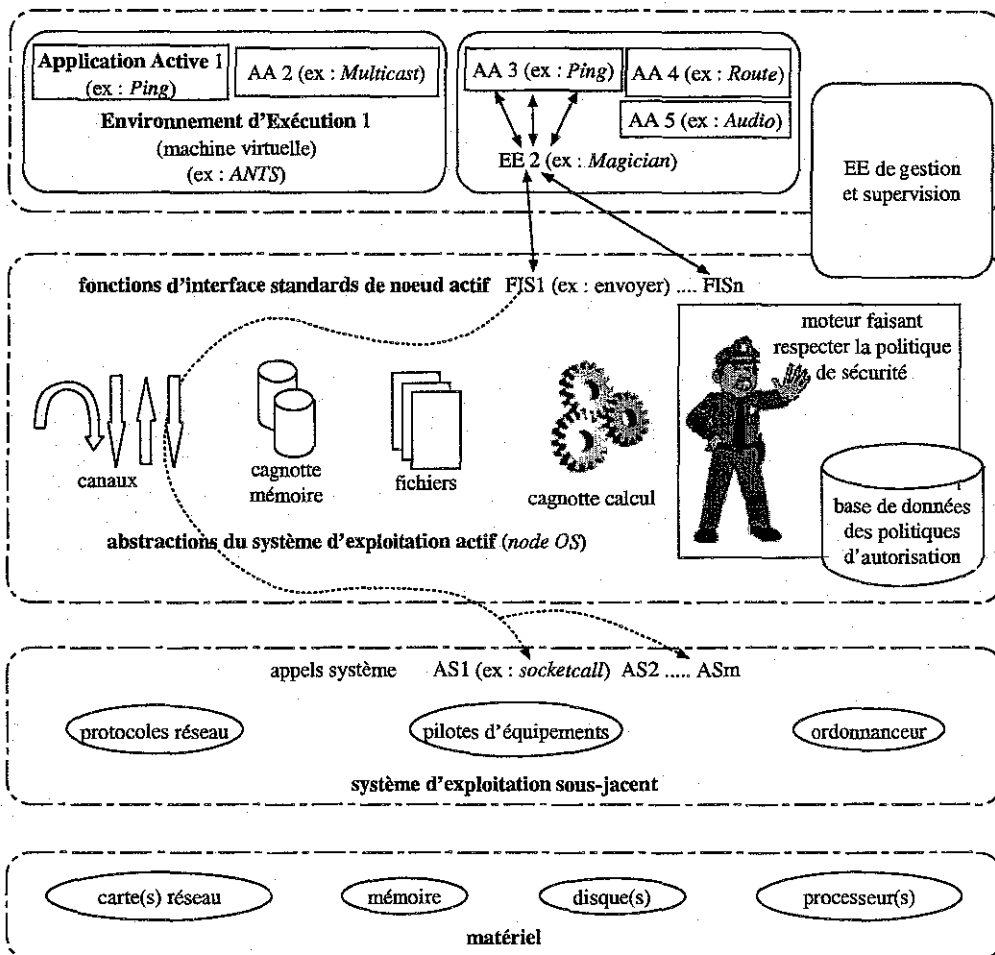 Application Active 1
(ex : Ping)
AA 2 (ex : Multicast)
Environnement d'Exécution 1
(machine virtuelle)
(ex : ANTS)
AA 3 (ex : Ping)
AA 4 (ex : Route)
AA 5 (ex : Audio)
EE 2 (ex : Magician)
EE de gestion
et supervision
fonctions d'interface standards de noeud actif FIS1 (ex : envoyer) .... FISn
moteur faisant
respecter la politique
de sécurité
canaux
cagnotte
mémoire
fichiers
cagnotte calcul
base de données
des politiques
d'autorisation
abstractions du système d'exploitation actif (node OS)
appels système AS1 (ex : socketcall) AS2 ..... ASm
protocoles réseau
pilotes d'équipements
ordonnanceur
système d'exploitation sous-jacent
carte(s) réseau
mémoire
disque(s)
processeur(s)
matériel